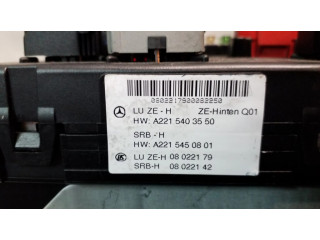 0802217900033250
LU ZE - H ZE-Hinten Q01
HW: A221 540 35 50
SRB - H
HW: A221 545 08 01
LU ZE-H 08 0221 79
SRB-H 08 0221 42